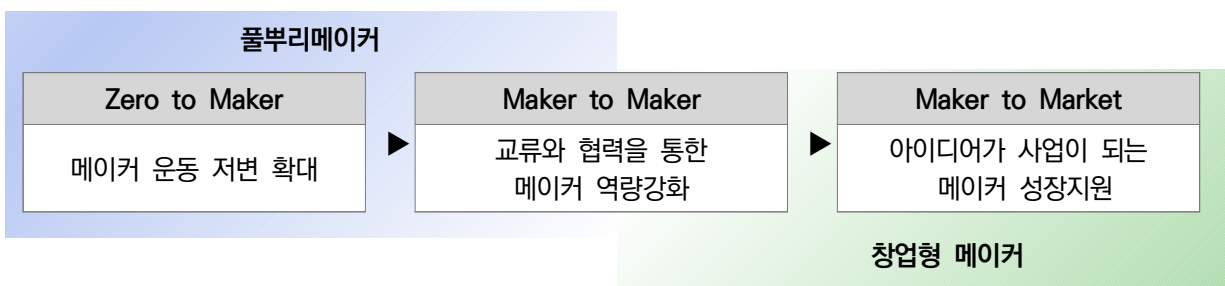 풀뿌리메이커
Zero to Maker
메이커 운동 저변 확대
▶
Maker to Maker
교류와 협력을 통한
메이커 역량강화
▶
Maker to Market
아이디어가 사업이 되는
메이커 성장지원
창업형 메이커